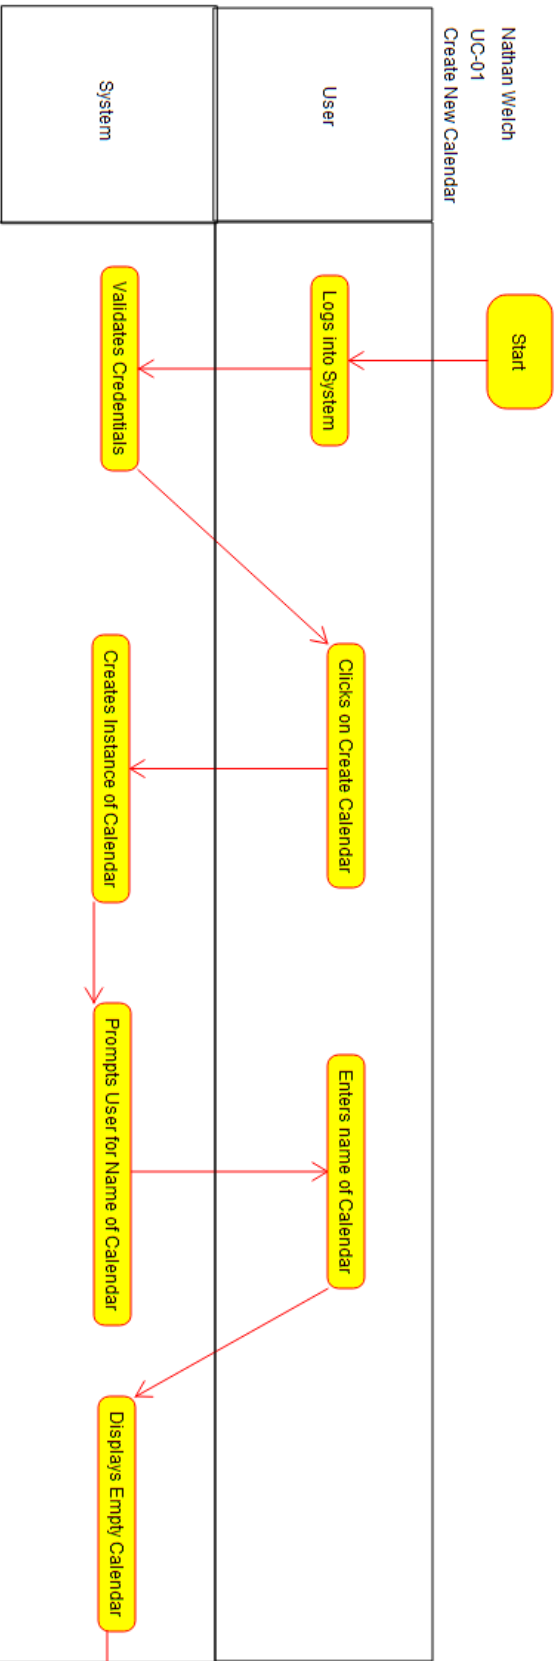 Nathan Welch
UC-01
Create New Calendar
Start
User
Logs into System
Clicks on Create Calendar
Enters name of Calendar
System
Validates Credentials
Creates Instance of Calendar
Prompts User for Name of Calendar
Displays Empty Calendar